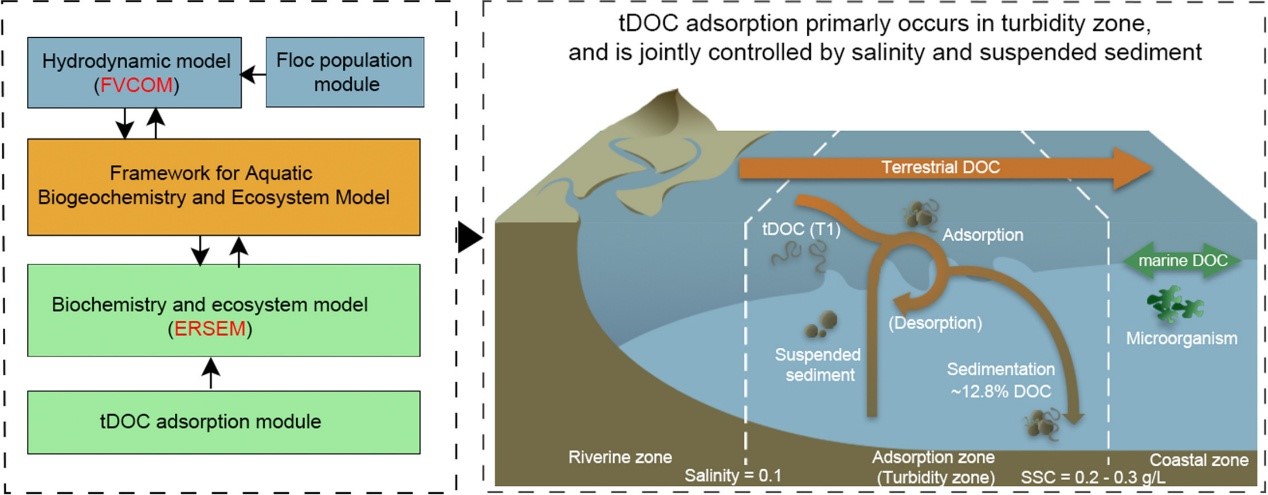 Hydrodynamic model
(FVCOM)
Floc population
module
Framework for Aquatic
Biogeochemistry and Ecosystem Model
Biochemistry and ecosystem model
(ERSEM)
tDOC adsorption module
tDOC adsorption primarly occurs in turbidity zone,
and is jointly controlled by salinity and suspended sediment
Terrestrial DOC
tDOC (T1)
Adsorption
marine DOC
(Desorption)
Microorganism
Suspended
sediment
Sedimentation
~12.8% DOC
Riverine zone
Salinity = 0.1
Adsorption zone
(Turbidity zone)
SSC = 0.2 - 0.3 g/L
Coastal zone